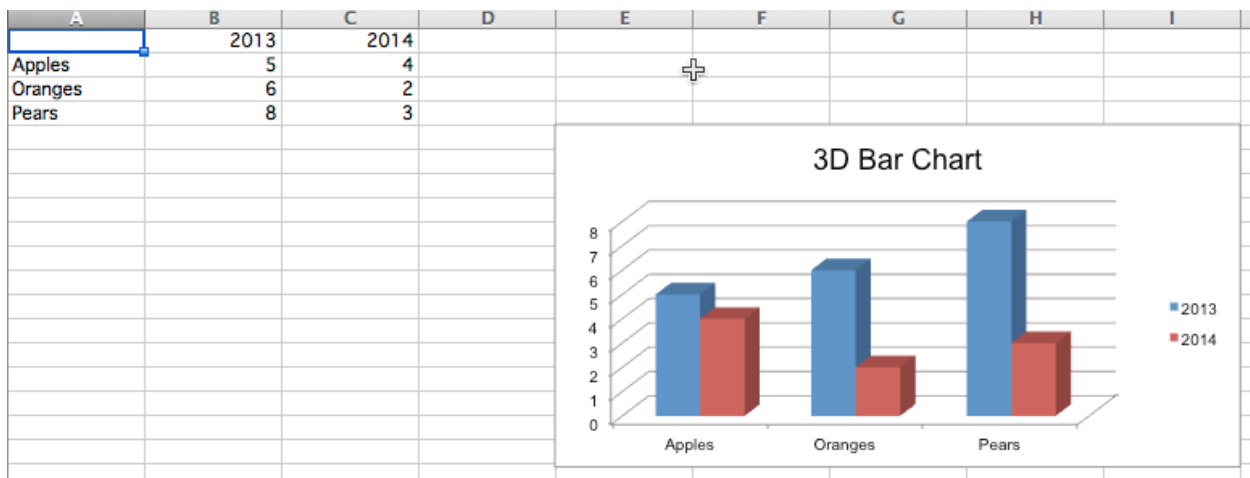 A B C D E F G H I
2013 2014
Apples 5 4
Oranges 6 2
Pears 8 3
3D Bar Chart
8
7
6
5
4
3
2
1
0
Apples Oranges Pears
2013
2014